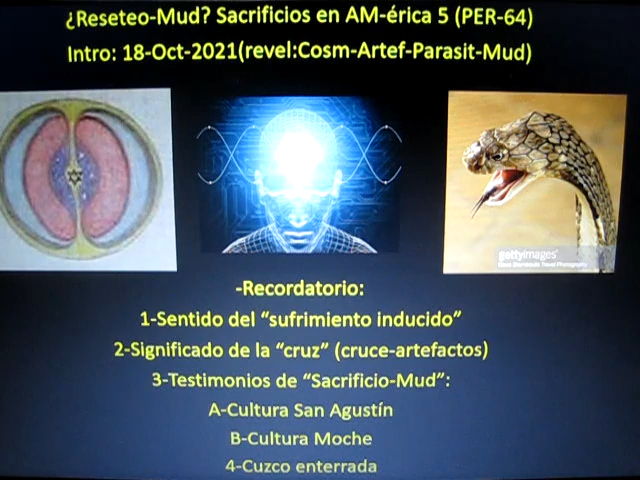 ¿Reseteo-Mud? Sacrificios en AM-érica 5 (PER-64)
Intro: 18-Oct-2021(revel:Cosm-Artef-Parasit-Mud)
gettyimages
-Recordatorio:
1-Sentido del “sufrimiento inducido”
2-Significado de la “cruz” (cruce-artefactos)
3-Testimonios de “Sacrificio-Mud”:
A-Cultura San Agustín
B-Cultura Moche
4-Cuzco enterrada